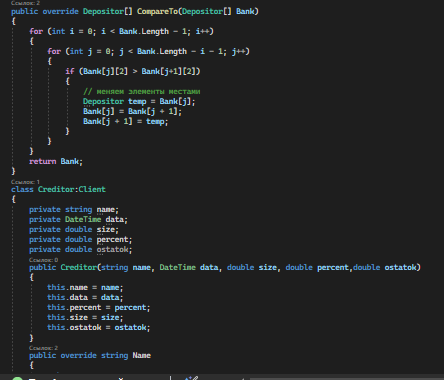 Ссылок: 2
public override Depositor[] CompareTo(Depositor[] Bank)
{
for (int i = 0; i < Bank.Length - 1; i++)
{
for (int j = 0; j < Bank.Length - i - 1; j++)
{
if (Bank[j][2] > Bank[j+1][2])
{
// меняем элементы местами
Depositor temp = Bank[j];
Bank[j] = Bank[j + 1];
Bank[j + 1] = temp;
}
}
}
return Bank;
}
Ссылок: 1
class Creditor:Client
{
private string name;
private DateTime data;
private double size;
private double percent;
private double ostatok;
Ссылок: 0
public Creditor(string name, DateTime data, double size, double percent,double ostatok)
{
this.name = name;
this.data = data;
this.percent = percent;
this.size = size;
this.ostatok = ostatok;
}
Ссылок: 2
public override string Name
{